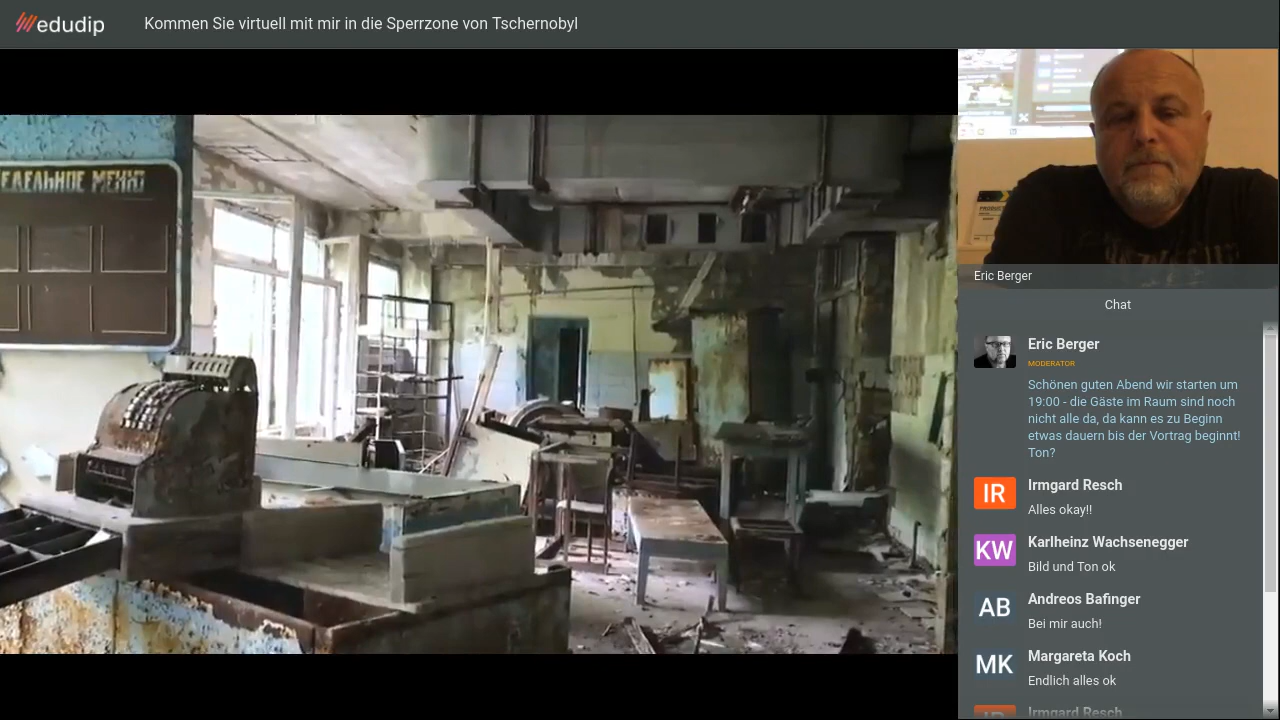 edudip
Kommen Sie virtuell mit mir in die Sperrzone von Tschernobyl
ЕДЕЛЬНОЕ МЕНЮ
Eric Berger
Chat
Eric Berger
MODERATOR
Schönen guten Abend wir starten um
19:00 - die Gäste im Raum sind noch
nicht alle da, da kann es zu Beginn
etwas dauern bis der Vortrag beginnt!
Ton?
IR
Irmgard Resch
Alles okay!!
KW
Karlheinz Wachsenegger
Bild und Ton ok
AB
Andreos Bafinger
Bei mir auch!
MK
Margareta Koch
Endlich alles ok
IR
Irmgard Resch